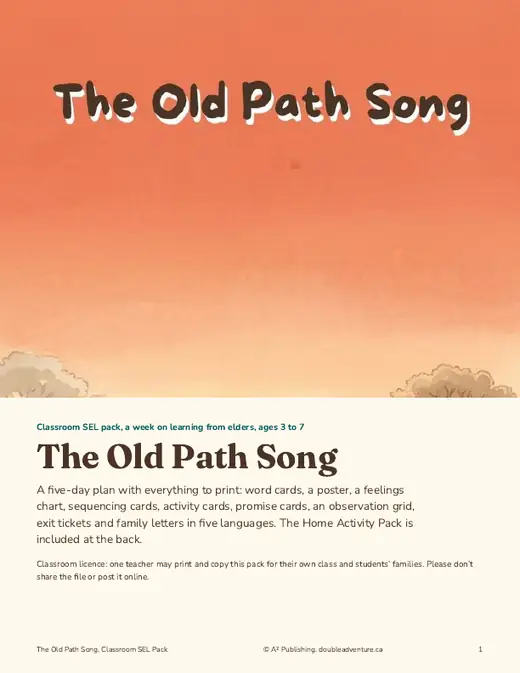 The Old Path Song
Classroom SEL pack, a week on learning from elders, ages 3 to 7
The Old Path Song
A five-day plan with everything to print: word cards, a poster, a feelings
chart, sequencing cards, activity cards, promise cards, an observation grid,
exit tickets and family letters in five languages. The Home Activity Pack is
included at the back.
Classroom licence: one teacher may print and copy this pack for their own class and students' families. Please don't
share the file or post it online.
The Old Path Song, Classroom SEL Pack
© A² Publishing, doubleadventure.ca
1